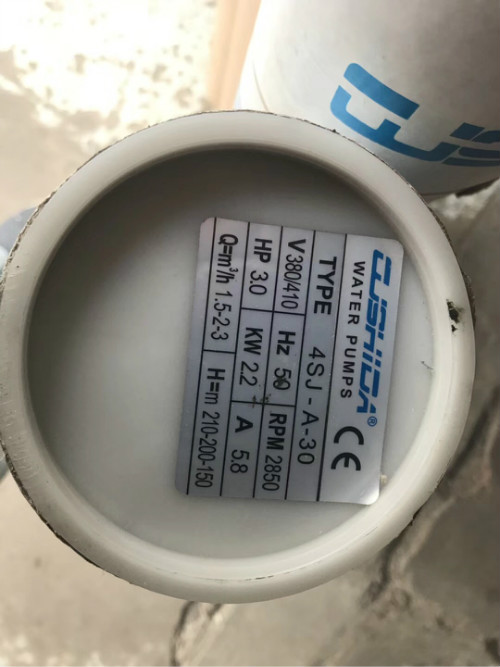 CUSHIIDA®
WATER PUMPS
CE
TYPE 4SJ-A-30
V 380/410 Hz 50 RPM 2850
HP 3.0 KW 2.2 A 5.8
Q=m³/h 1.5-2-3 H=m 210-200-150